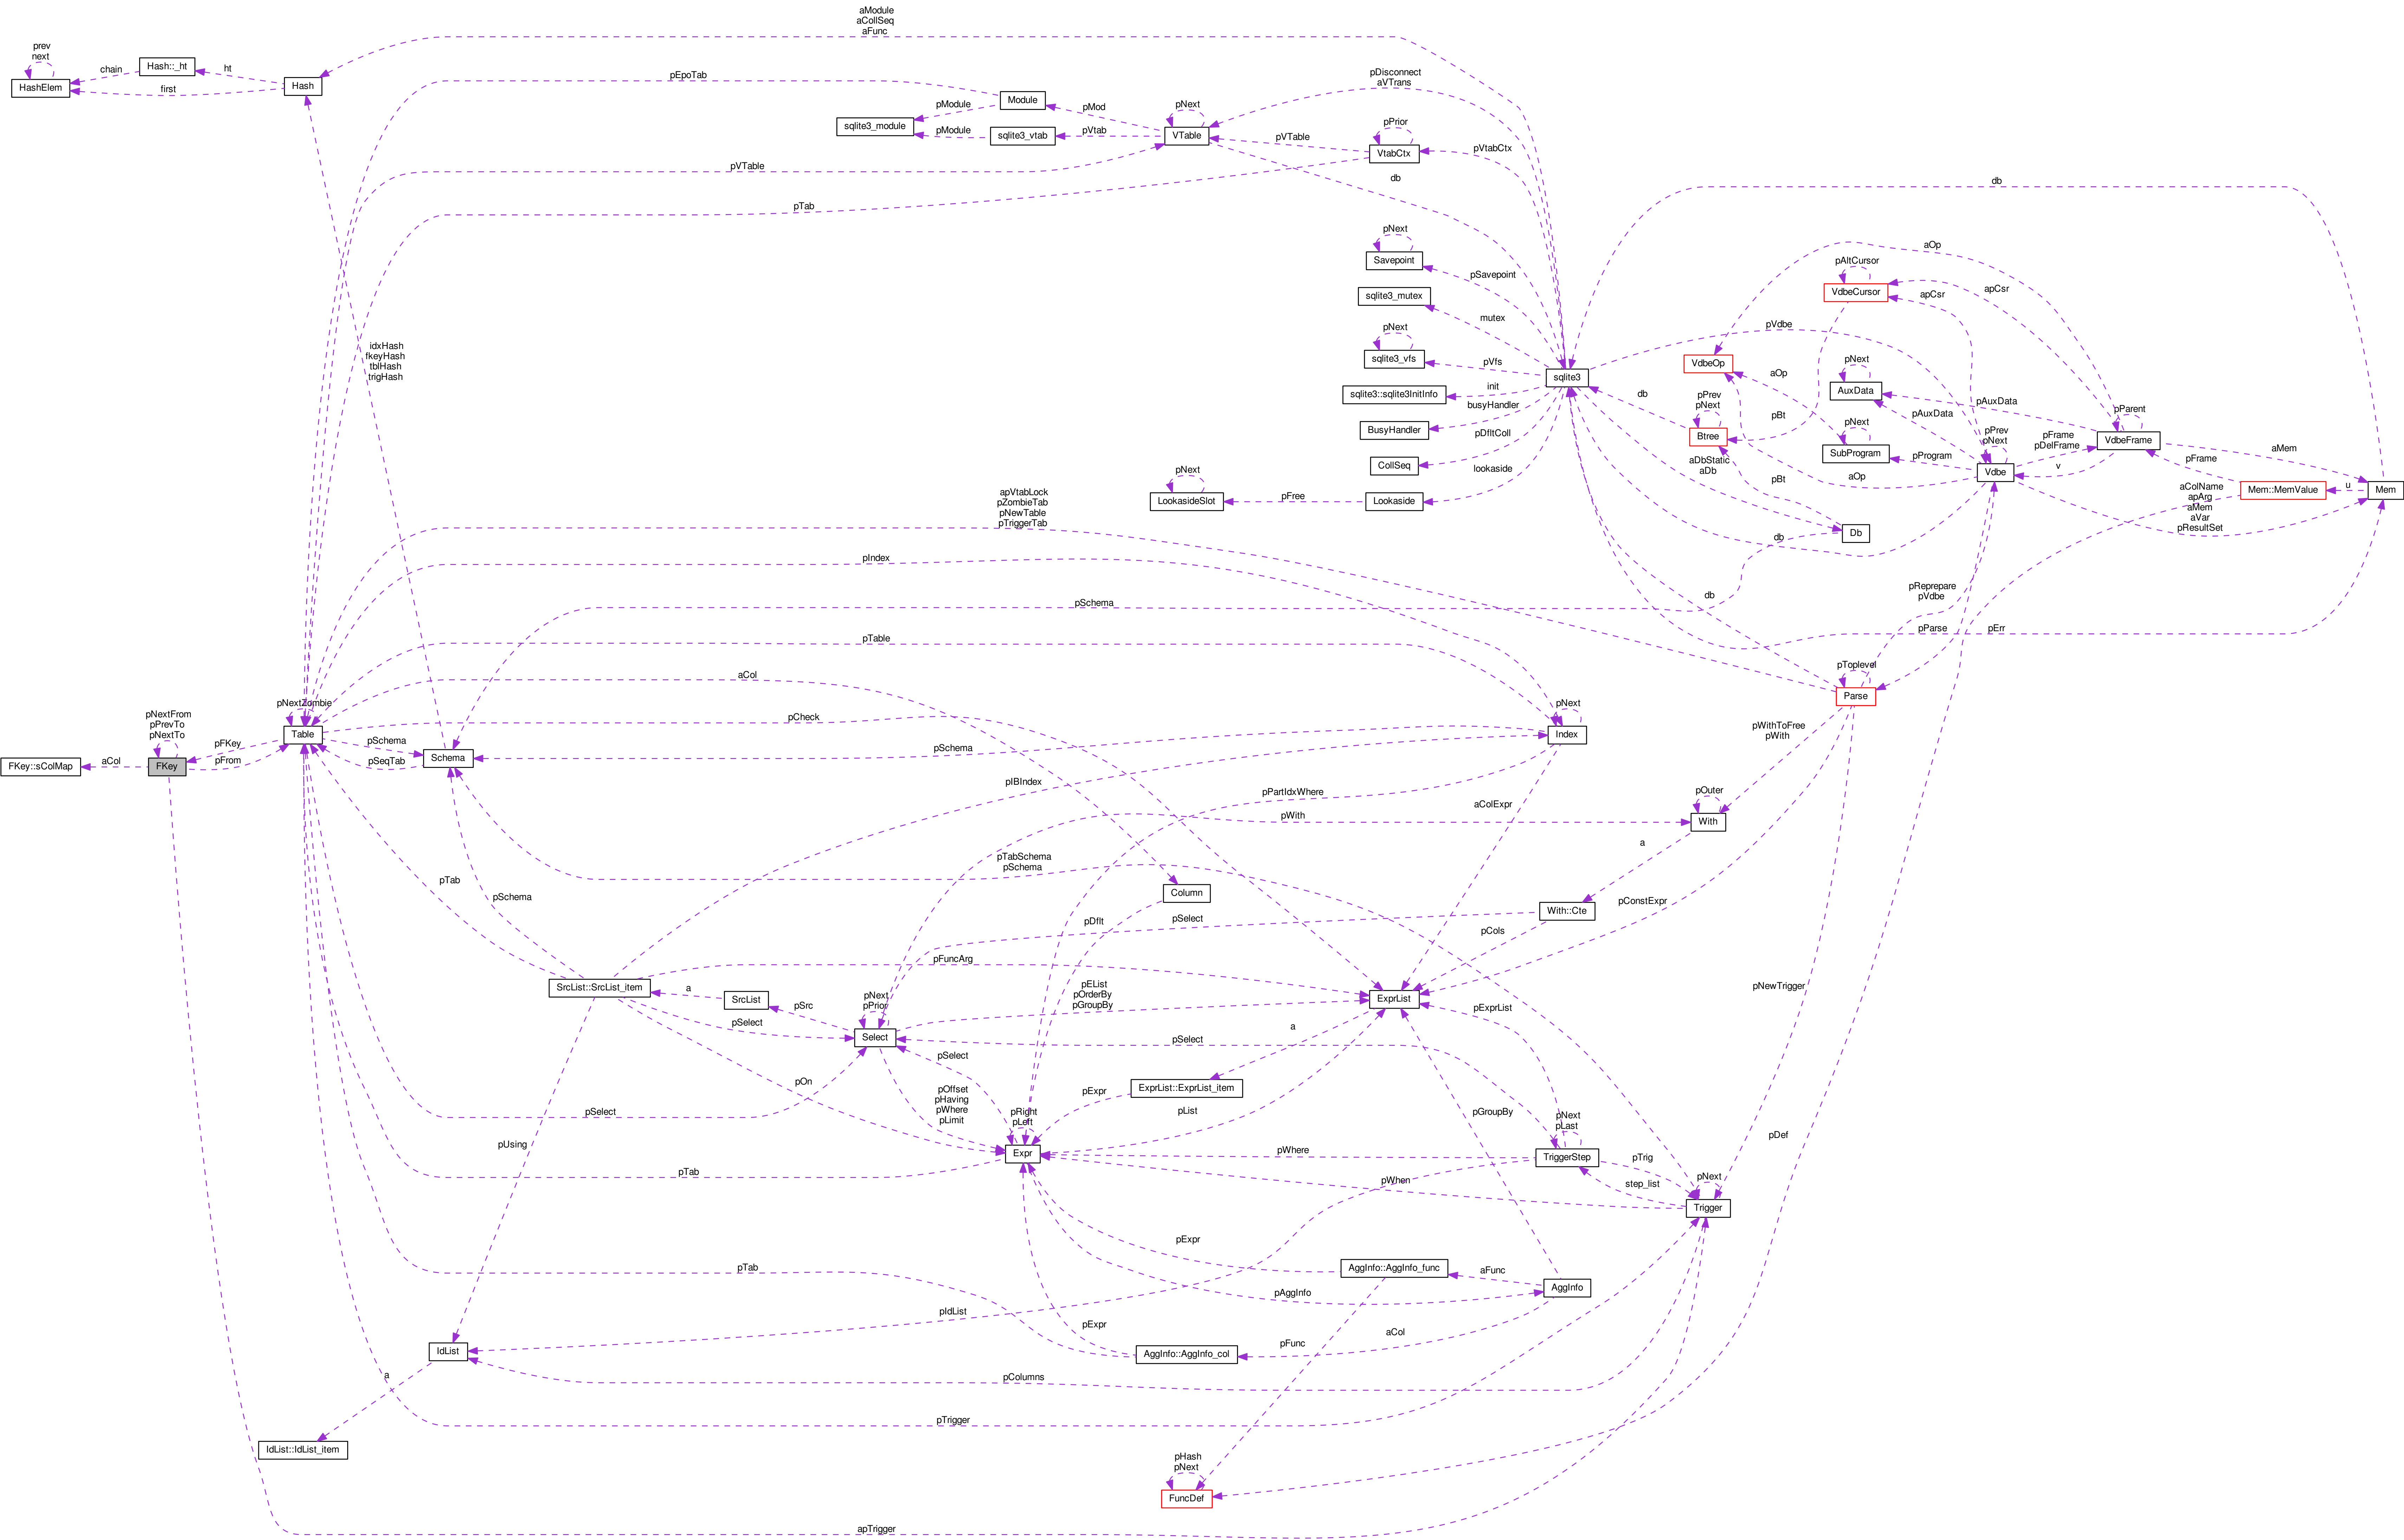 aModule
aCollSeq
aFunc
prev
next
Hash::_ht
chain
ht
HashElem
first
Hash
pEpoTab
Module
pModule
sqlite3_module
pMod
pModule
sqlite3_vtab
pVtab
pNext
VTable
pDisconnect
aVTrans
pPrior
VtabCtx
pVTable
pVtabCtx
pVTable
db
pTab
db
pNext
Savepoint
pSavepoint
sqlite3_mutex
mutex
pNext
sqlite3_vfs
pVfs
sqlite3
sqlite3::sqlite3InitInfo
init
busyHandler
BusyHandler
pDfltColl
CollSeq
lookaside
Lookaside
pFree
pNext
LookasideSlot
idxHash
fkeyHash
tblHash
trigHash
aOp
pAltCursor
VdbeCursor
apCsr
apCsr
pVdbe
VdbeOp
aOp
pNext
AuxData
pAuxData
pAuxData
db
pPrev
pNext
Btree
pBt
pNext
SubProgram
pProgram
aOp
pPrev
pNext
Vdbe
pFrame
pDelFrame
v
pParent
VdbeFrame
aMem
pFrame
Mem::MemValue
u
Mem
aDbStatic
aDb
pBt
Db
db
aColName
apArg
aMem
aVar
pResultSet
apVtabLock
pZombieTab
pNewTable
pTriggerTab
pIndex
pSchema
pTable
db
pReprepare
pVdbe
pParse
pErr
pToplevel
Parse
aCol
pNextZombie
Table
pCheck
pNext
Index
pNextFrom
pPrevTo
pNextTo
FKey::sColMap
aCol
FKey
pFKey
pFrom
pSchema
pSeqTab
Schema
pSchema
pIBIndex
pPartIdxWhere
aColExpr
pWith
pWithToFree
pWith
pOuter
With
a
pTabSchema
pSchema
pTab
pSchema
Column
pDflt
pSelect
With::Cte
pCols
pConstExpr
SrcList::SrcList_item
pFuncArg
a
SrcList
pSrc
pNext
pPrior
Select
pEList
pOrderBy
pGroupBy
ExprList
pNewTrigger
pSelect
pExprList
a
pSelect
pOn
pSelect
pOffset
pHaving
pWhere
pLimit
pExpr
ExprList::ExprList_item
pList
pGroupBy
pSelect
pUsing
pRight
pLeft
Expr
pNext
pLast
TriggerStep
pWhere
pTrig
step_list
pWhen
pNext
Trigger
pDef
pTab
pExpr
AggInfo::AggInfo_func
aFunc
AggInfo
pTab
pAggInfo
pIdList
pExpr
aCol
pFunc
IdList
AggInfo::AggInfo_col
a
pColumns
pTrigger
IdList::IdList_item
pHash
pNext
FuncDef
apTrigger